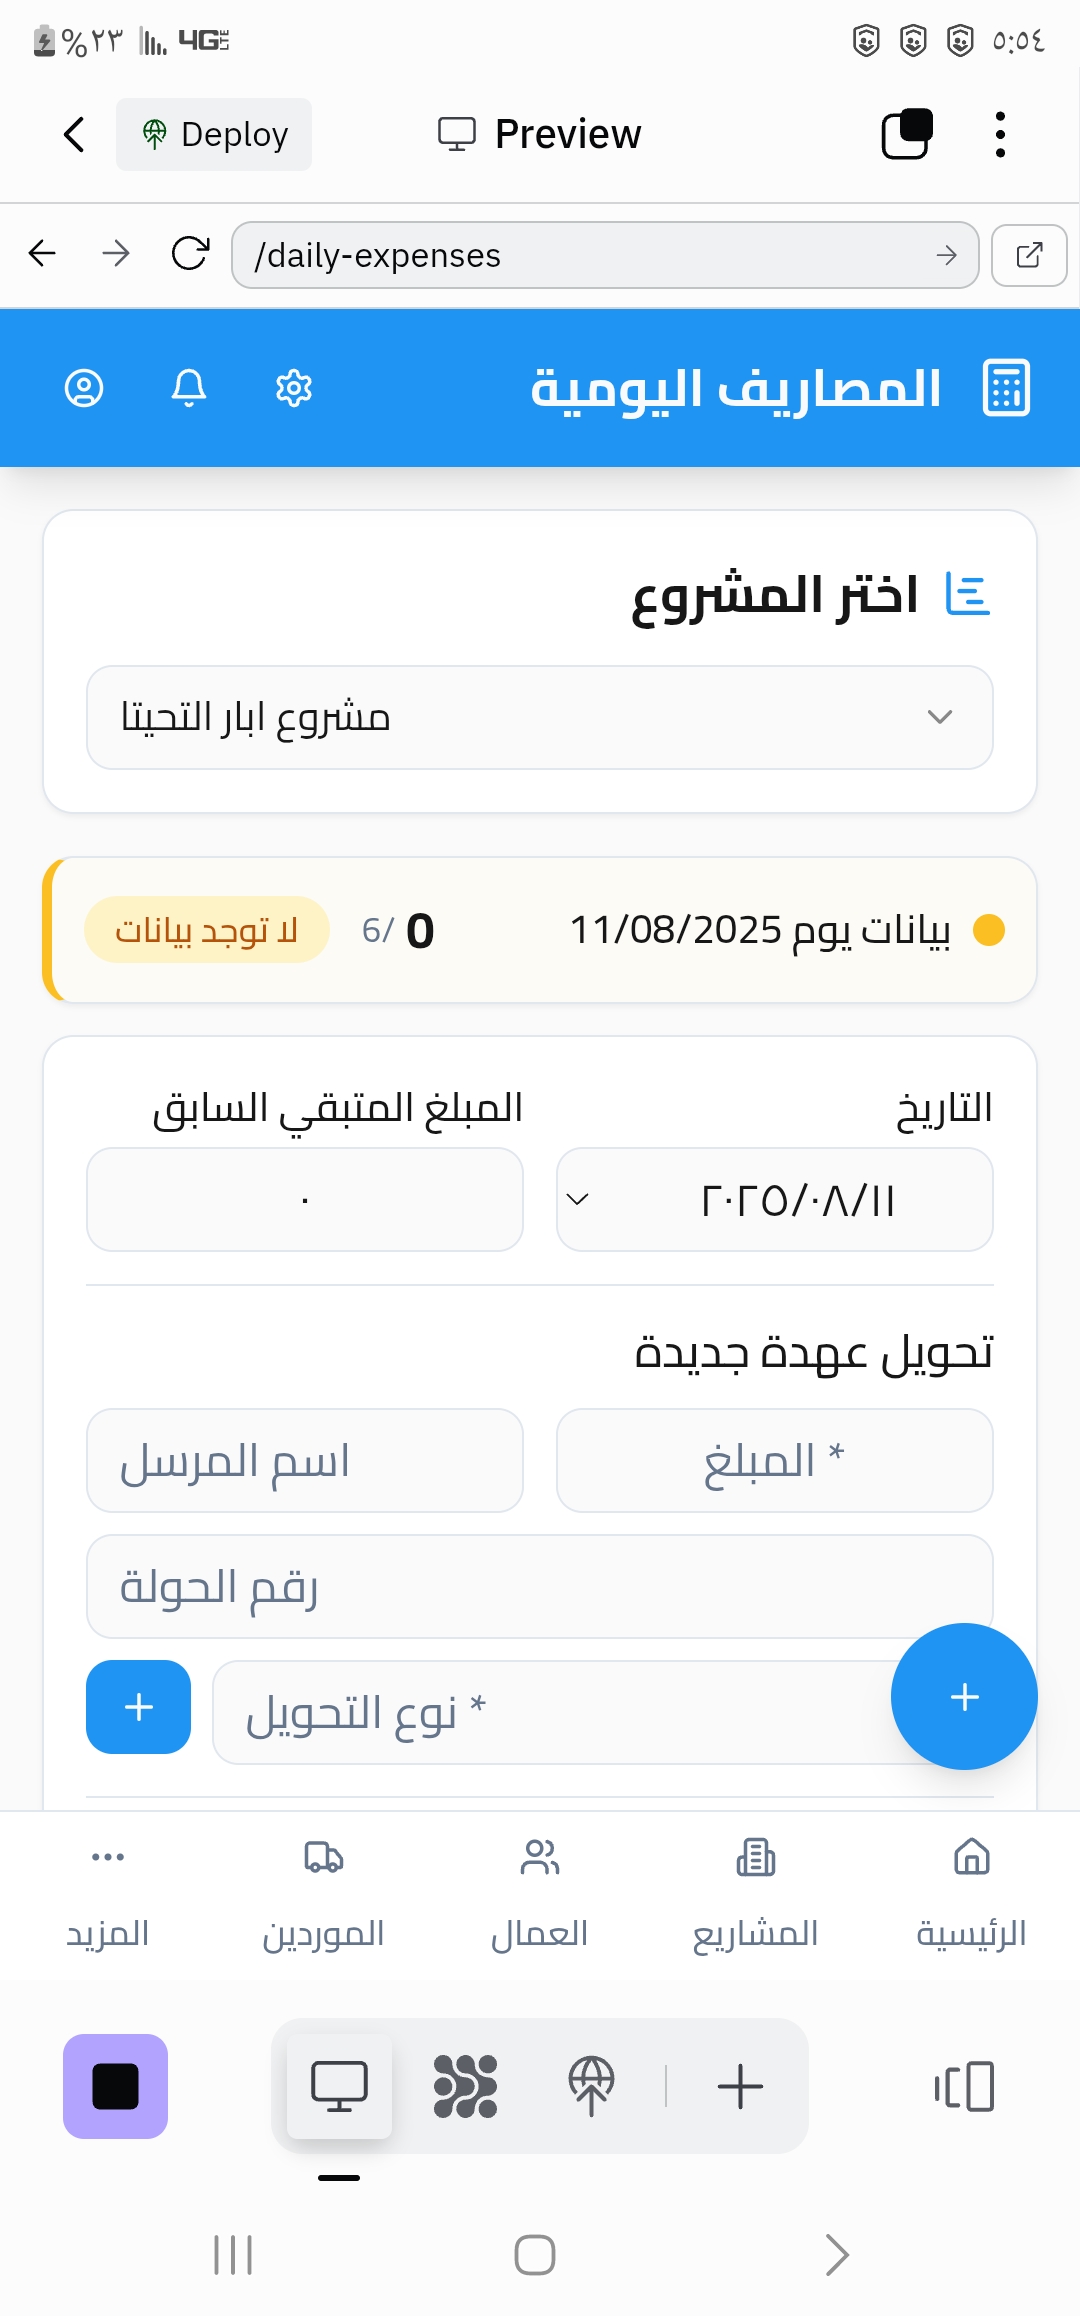 %٢٣ 4G LTE ٥:٥٤
Deploy Preview
/daily-expenses
المصاريف اليومية
اختر المشروع
مشروع ابار التحيتا
بيانات يوم 11/08/2025 0 /6 لا توجد بيانات
التاريخ المبلغ المتبقي السابق
٢٠٢٥/٠٨/١١ ٠
تحويل عهدة جديدة
المبلغ * اسم المرسل
رقم الحولة
نوع التحويل *
الرئيسية المشاريع العمال الموردين المزيد